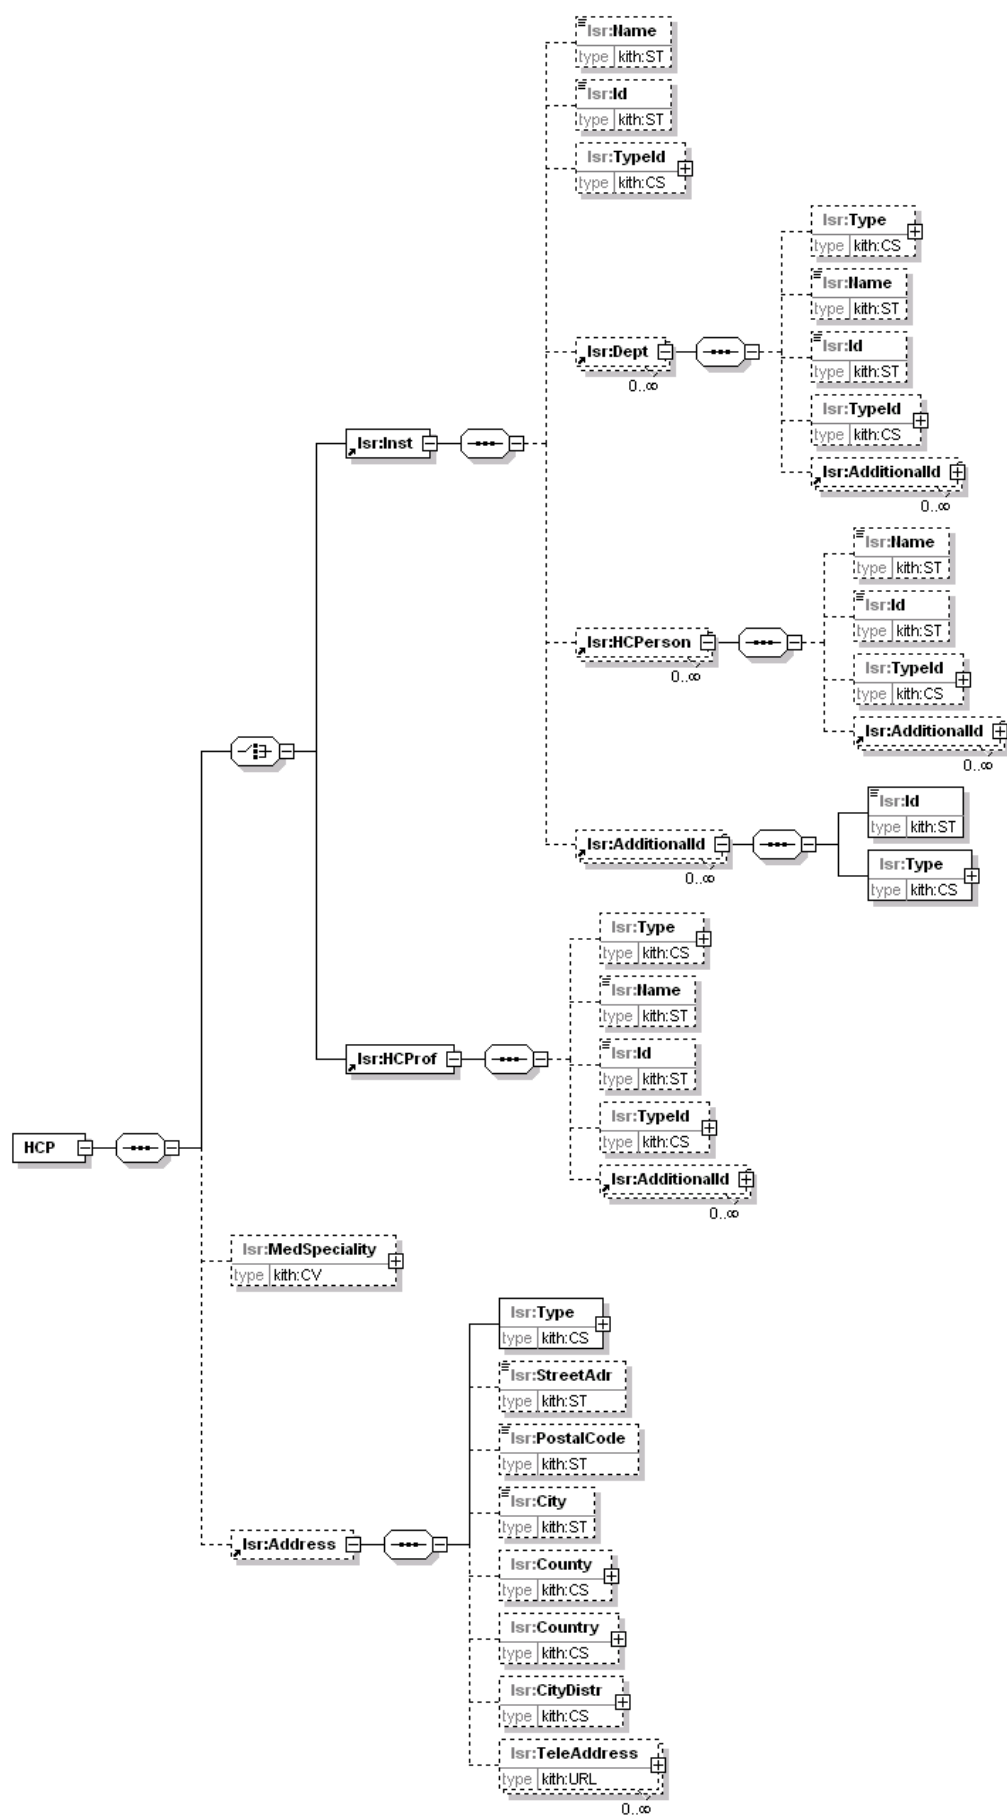 lsr:Name
type kith:ST
lsr:Id
type kith:ST
lsr:TypeId
type kith:CS
lsr:Type
type kith:CS
lsr:Name
type kith:ST
lsr:Dept
0..∞
lsr:Id
type kith:ST
lsr:TypeId
type kith:CS
lsr:Inst
lsr:AdditionalId
0..∞
lsr:Name
type kith:ST
lsr:Id
type kith:ST
lsr:HCPerson
0..∞
lsr:TypeId
type kith:CS
lsr:AdditionalId
0..∞
lsr:Id
type kith:ST
lsr:AdditionalId
0..∞
lsr:Type
type kith:CS
lsr:Type
type kith:CS
lsr:Name
type kith:ST
lsr:HCProf
lsr:Id
type kith:ST
lsr:TypeId
type kith:CS
HCP
lsr:AdditionalId
0..∞
lsr:MedSpeciality
type kith:CV
lsr:Type
type kith:CS
lsr:StreetAdr
type kith:ST
lsr:PostalCode
type kith:ST
lsr:City
type kith:ST
lsr:Address
lsr:County
type kith:CS
lsr:Country
type kith:CS
lsr:CityDistr
type kith:CS
lsr:TeleAddress
type kith:URL
0..∞